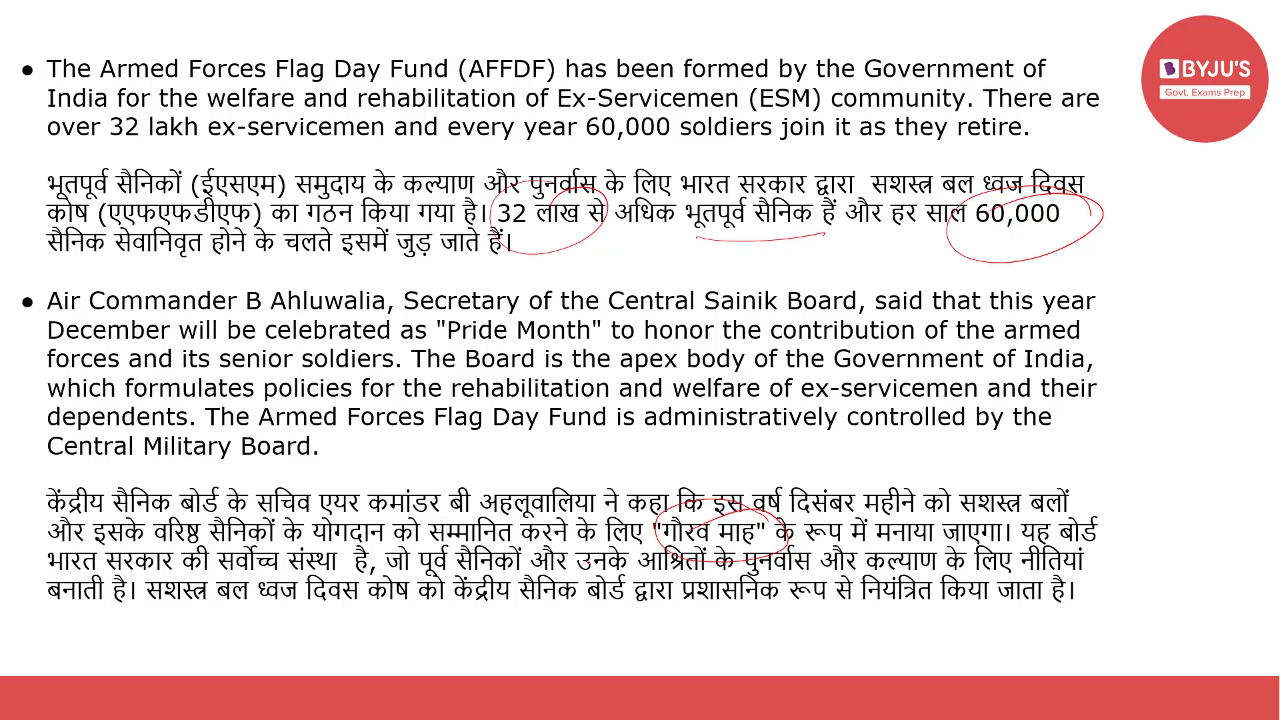 BYJU'S
Govt. Exams Prep
● The Armed Forces Flag Day Fund (AFFDF) has been formed by the Government of
India for the welfare and rehabilitation of Ex-Servicemen (ESM) community. There are
over 32 lakh ex-servicemen and every year 60,000 soldiers join it as they retire.
भूतपूर्व सैनिकों (ईएसएम) समुदाय के कल्याण और पुनर्वास के लिए भारत सरकार द्वारा सशस्त्र बल ध्वज दिवस
कोष (एएफएफडीएफ) का गठन किया गया है। 32 लाख से अधिक भूतपूर्व सैनिक हैं और हर साल 60,000
सैनिक सेवानिवृत होने के चलते इसमें जुड़ जाते हैं।
● Air Commander B Ahluwalia, Secretary of the Central Sainik Board, said that this year
December will be celebrated as "Pride Month" to honor the contribution of the armed
forces and its senior soldiers. The Board is the apex body of the Government of India,
which formulates policies for the rehabilitation and welfare of ex-servicemen and their
dependents. The Armed Forces Flag Day Fund is administratively controlled by the
Central Military Board.
केंद्रीय सैनिक बोर्ड के सचिव एयर कमांडर बी अहलूवालिया ने कहा कि इस वर्ष दिसंबर महीने को सशस्त्र बलों
और इसके वरिष्ठ सैनिकों के योगदान को सम्मानित करने के लिए "गौरव माह" के रूप में मनाया जाएगा। यह बोर्ड
भारत सरकार की सर्वोच्च संस्था है, जो पूर्व सैनिकों और उनके आश्रितों के पुनर्वास और कल्याण के लिए नीतियां
बनाती है। सशस्त्र बल ध्वज दिवस कोष को केंद्रीय सैनिक बोर्ड द्वारा प्रशासनिक रूप से नियंत्रित किया जाता है।